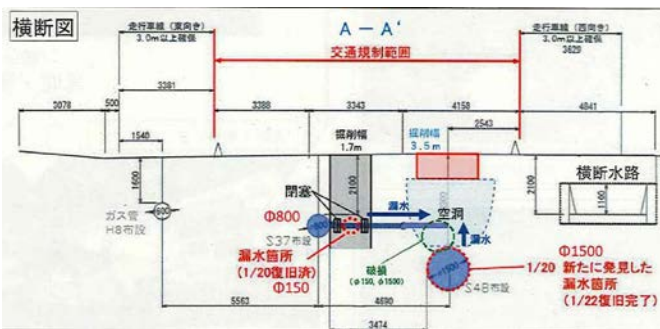 横断図
走行車線(東向き)
3.0m以上確保
A-A'
交通規制範囲
走行車線(西向き)
3.0m以上確保
3629
3381
2078
500
3388
3343
4158
4841
1540
掘削幅
1.7m
掘削幅
3.5m
2543
1600
2100
2100
1100
横断水路
閉塞
漏水
空洞
ガス管
H8布設
Φ800
S37布設
漏水
漏水箇所
(1/20復旧済)
Φ150
破損
(φ150, φ1500)
Φ1500
1/20 新たに発見した
漏水箇所
(1/22復旧完了)
S48布設
5563
4690
3474